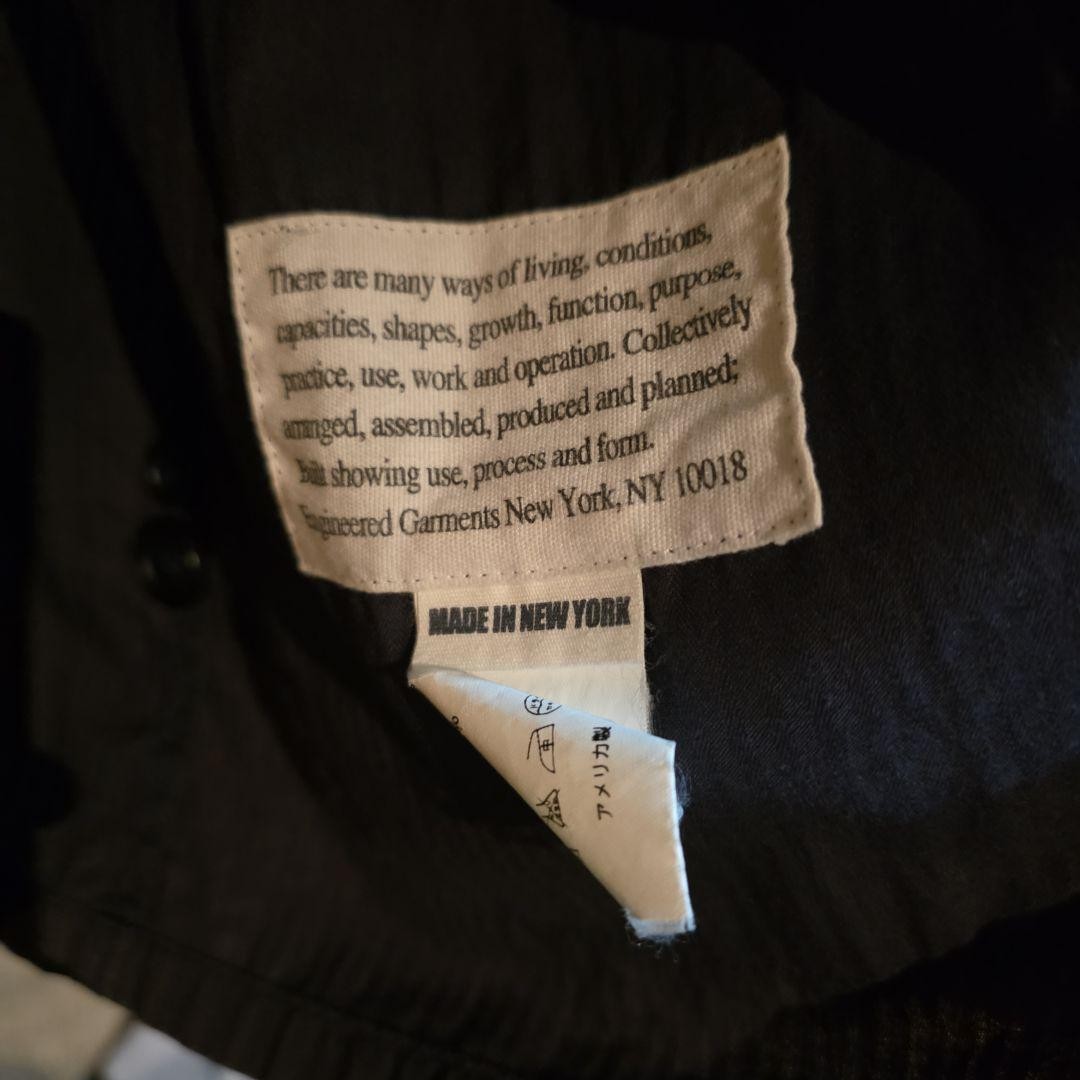 There are many ways of living, conditions,
capacities, shapes, growth, function, purpose,
practice, use, work and operation. Collectively
arranged, assembled, produced and planned;
Built showing use, process and form.
Engineered Garments New York, NY 10018
MADE IN NEW YORK
アメリカ